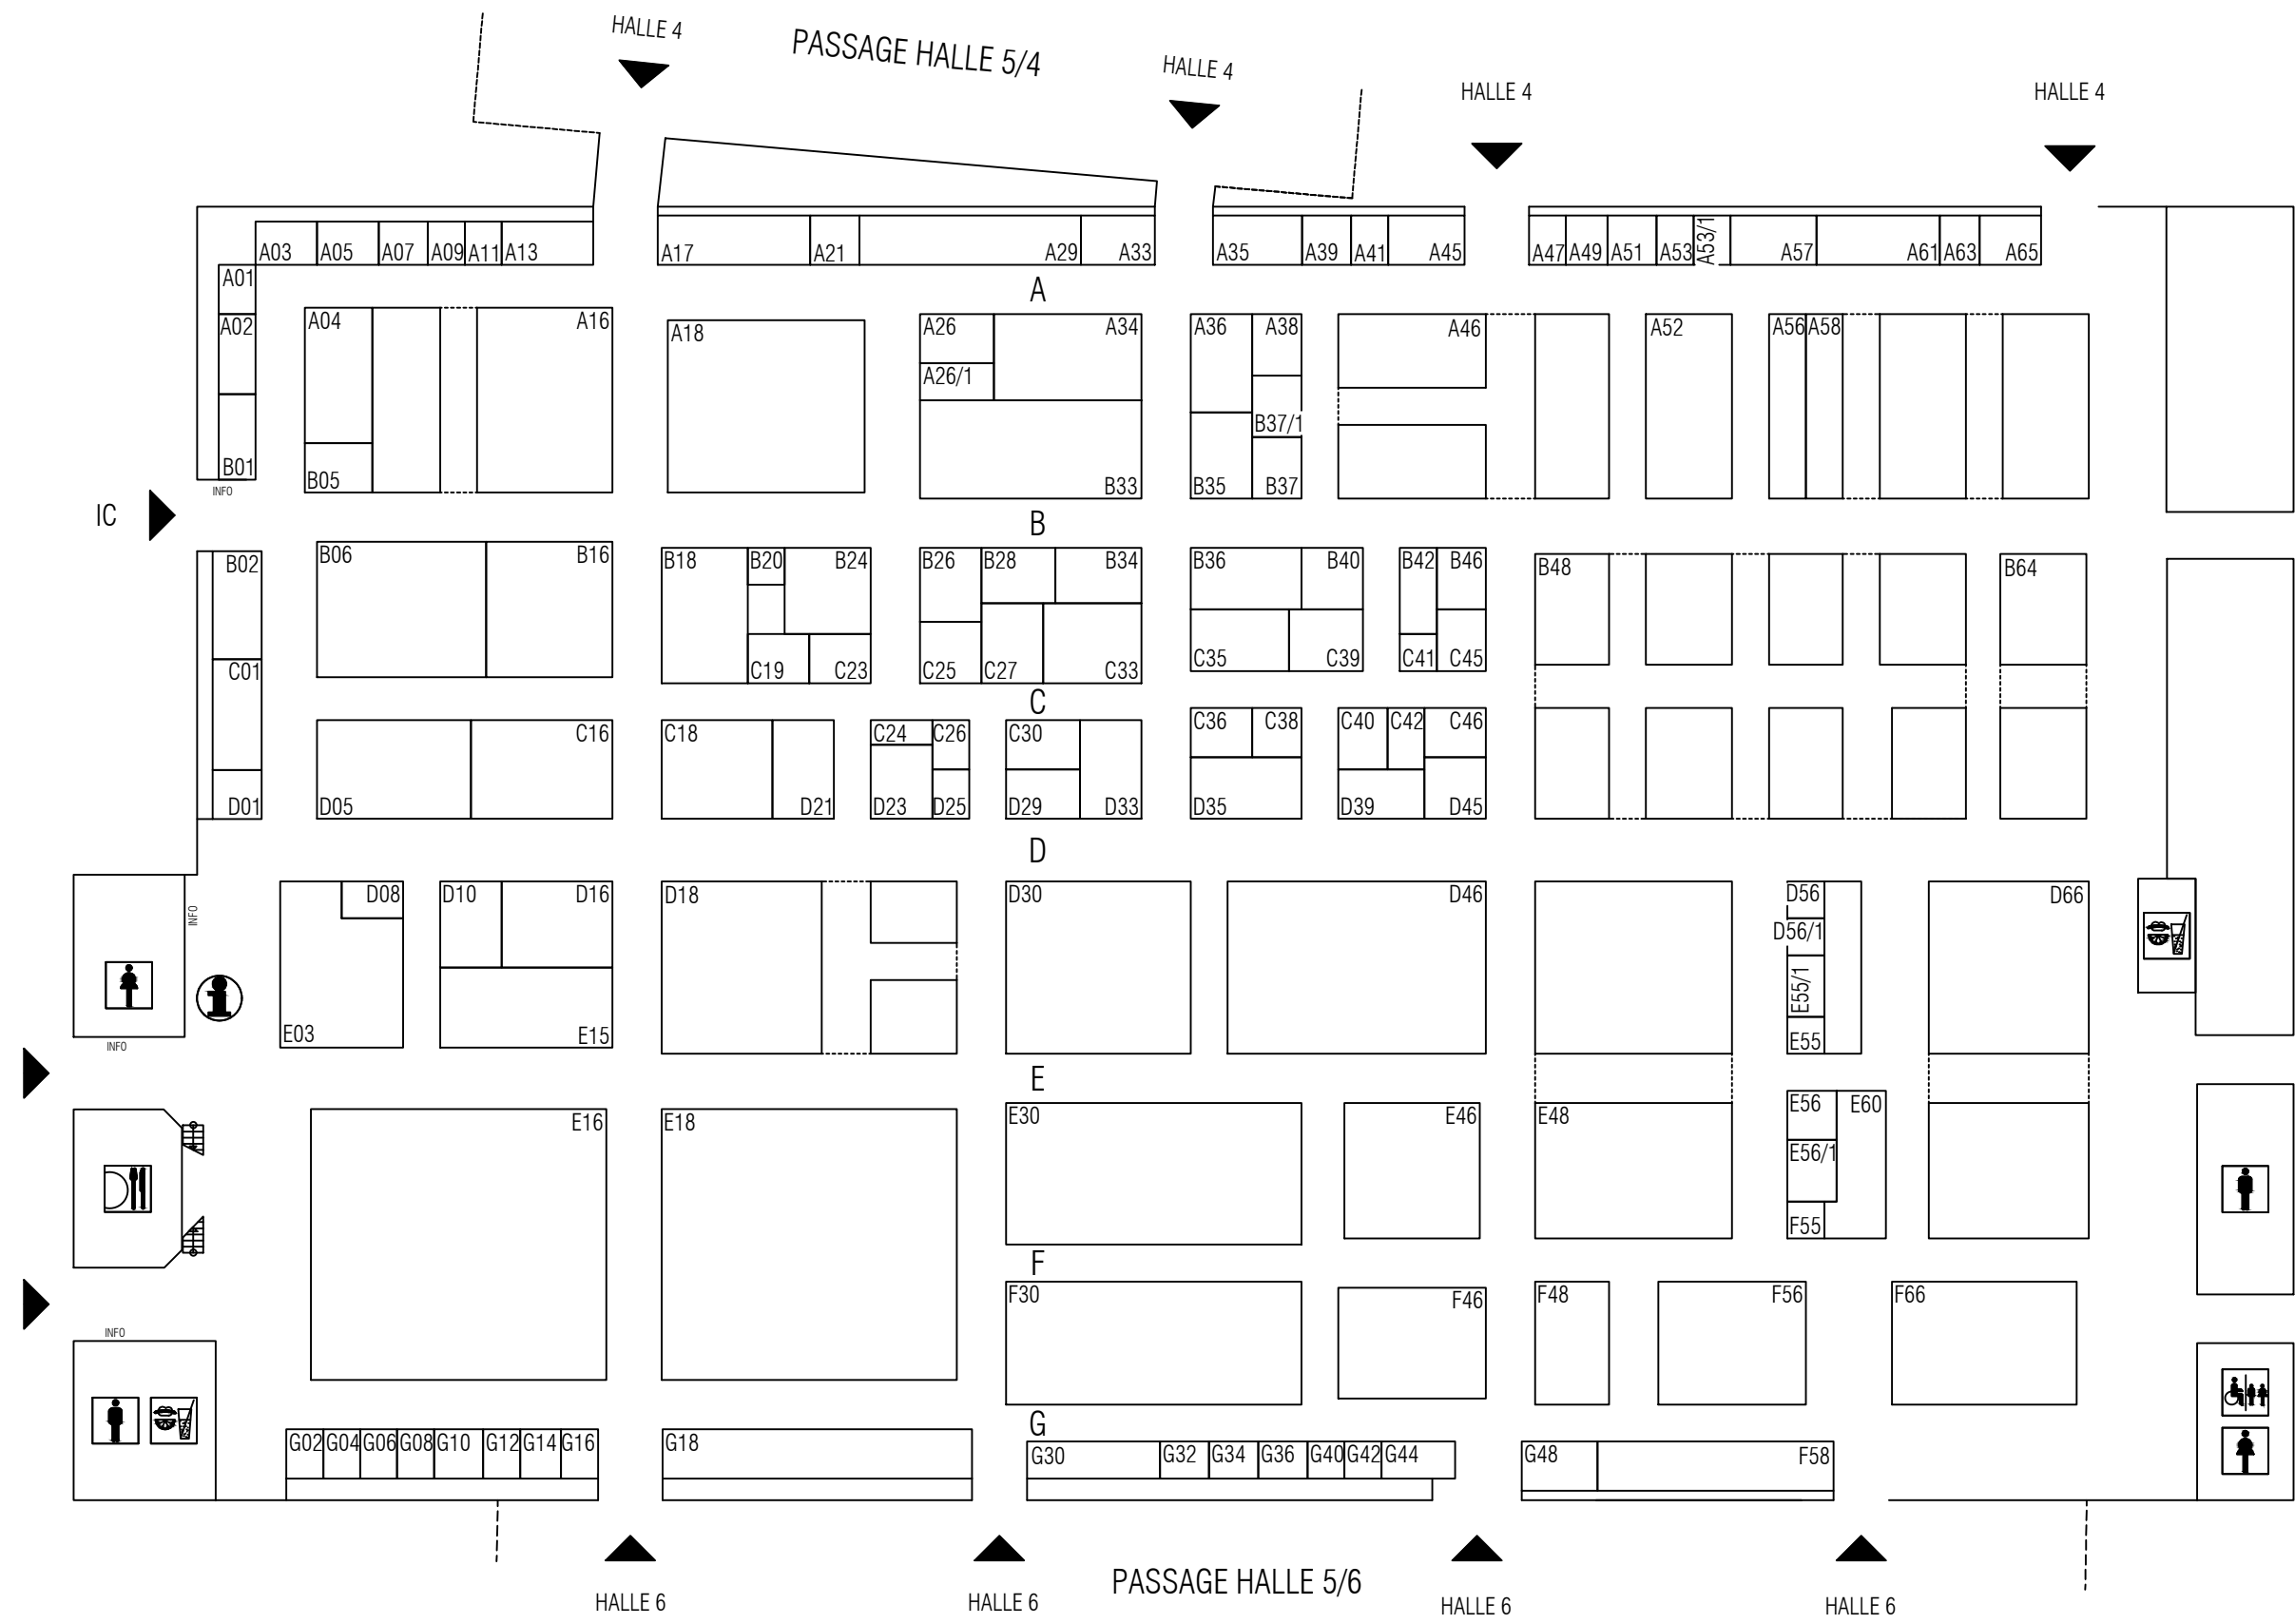 HALLE 4
PASSAGE HALLE 5/4
HALLE 4
HALLE 4
HALLE 4
A03 A05 A07 A09 A11 A13 A17 A21 A29 A33 A35 A39 A41 A45 A47 A49 A51 A53 A53/1 A57 A61 A63 A65
A01
A
A02 A04 A16 A18 A26 A34 A36 A38 A46 A52 A56 A58
A26/1
B37/1
B01 B05 B33 B35 B37
INFO
IC
B
B02 B06 B16 B18 B20 B24 B26 B28 B34 B36 B40 B42 B46 B48 B64
C01 C19 C23 C25 C27 C33 C35 C39 C41 C45
C
C16 C18 C24 C26 C30 C36 C38 C40 C42 C46
D01 D05 D21 D23 D25 D29 D33 D35 D39 D45
D
D08 D10 D16 D18 D30 D46 D56 D66
INFO
D56/1
E55/1
E03 E15 E55
INFO
E
E16 E18 E30 E46 E48 E56 E60
E56/1
F55
F
F30 F46 F48 F56 F66
INFO
G
G02 G04 G06 G08 G10 G12 G14 G16 G18 G30 G32 G34 G36 G40 G42 G44 G48 F58
PASSAGE HALLE 5/6
HALLE 6
HALLE 6
HALLE 6
HALLE 6